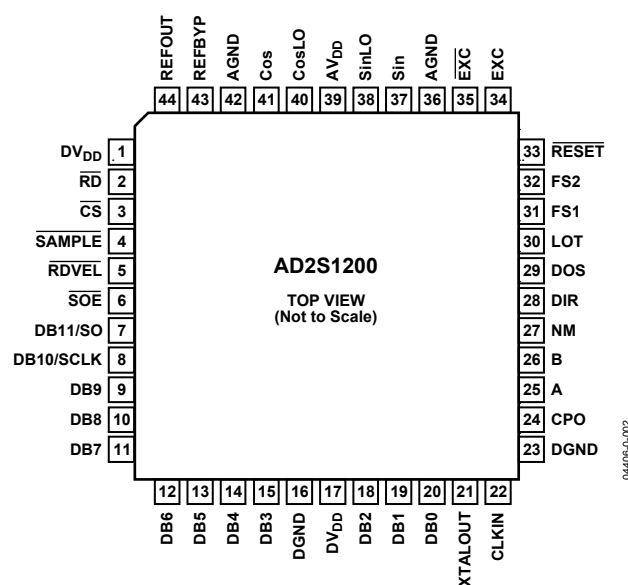 REFOUT REFBYP AGND Cos CosLO AVDD SinLO Sin AGND EXC EXC
44 43 42 41 40 39 38 37 36 35 34
DVDD 1
RD 2
CS 3
SAMPLE 4
RDVEL 5
SOE 6
DB11/SO 7
DB10/SCLK 8
DB9 9
DB8 10
DB7 11
AD2S1200
TOP VIEW
(Not to Scale)
33 RESET
32 FS2
31 FS1
30 LOT
29 DOS
28 DIR
27 NM
26 B
25 A
24 CPO
23 DGND
12 13 14 15 16 17 18 19 20 21 22
DB6 DB5 DB4 DB3 DGND DVDD DB2 DB1 DB0 XTALOUT CLKIN
04406-0-002